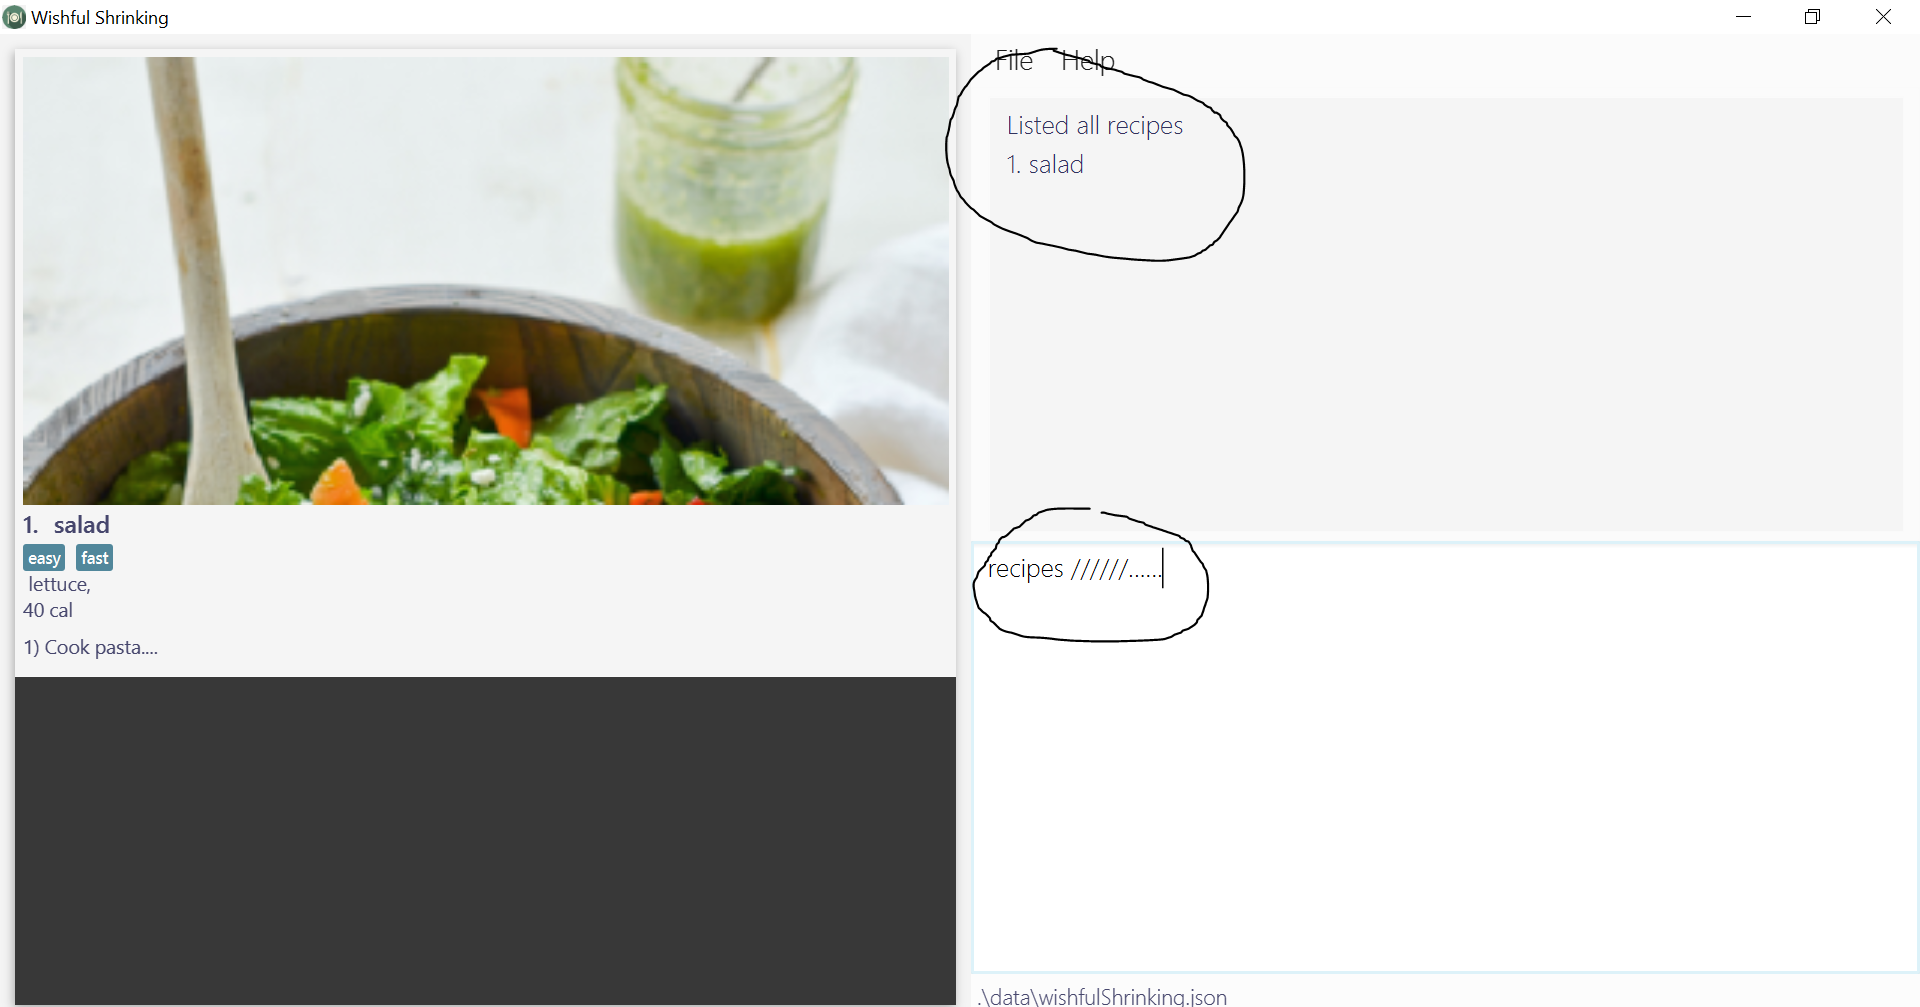 Wishful Shrinking
1. salad
easy fast
lettuce,
40 cal
1) Cook pasta....
File Help
Listed all recipes
1. salad
recipes //////......
.\data\wishfulShrinking.json